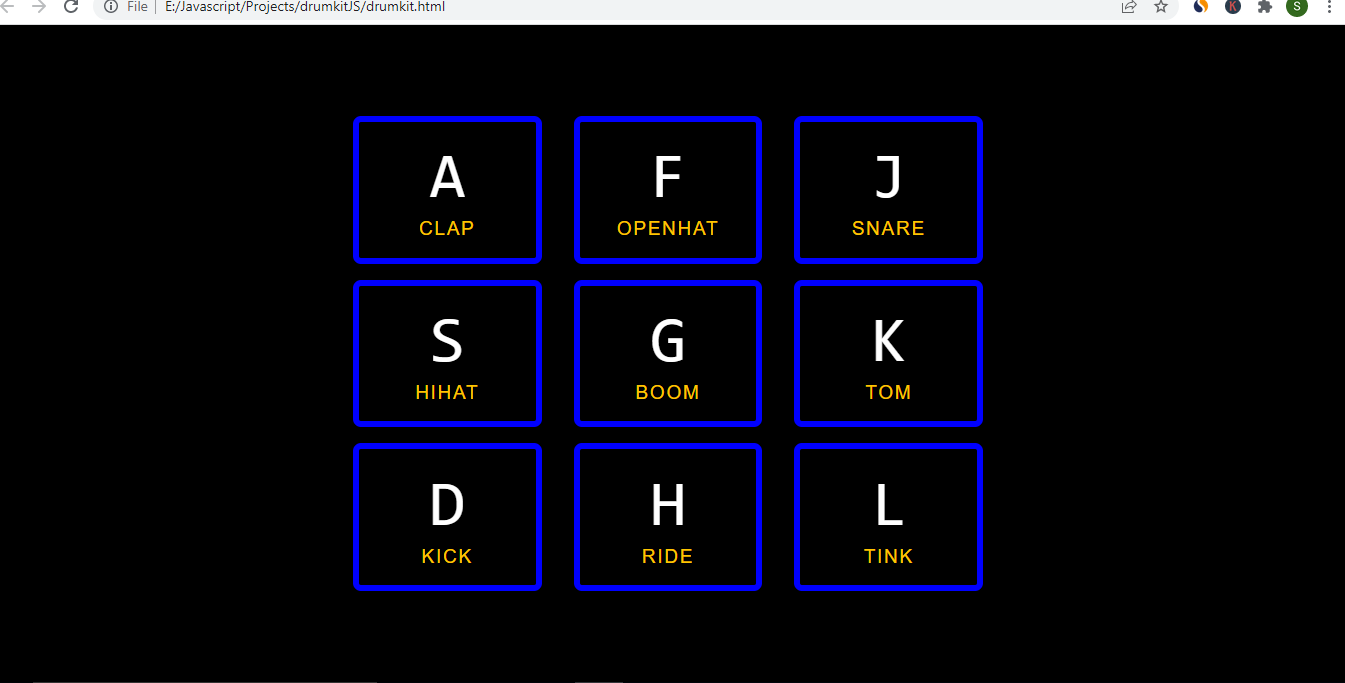 File E:/Javascript/Projects/drumkitJS/drumkit.html K S
A F J
CLAP OPENHAT SNARE
S G K
HIHAT BOOM TOM
D H L
KICK RIDE TINK